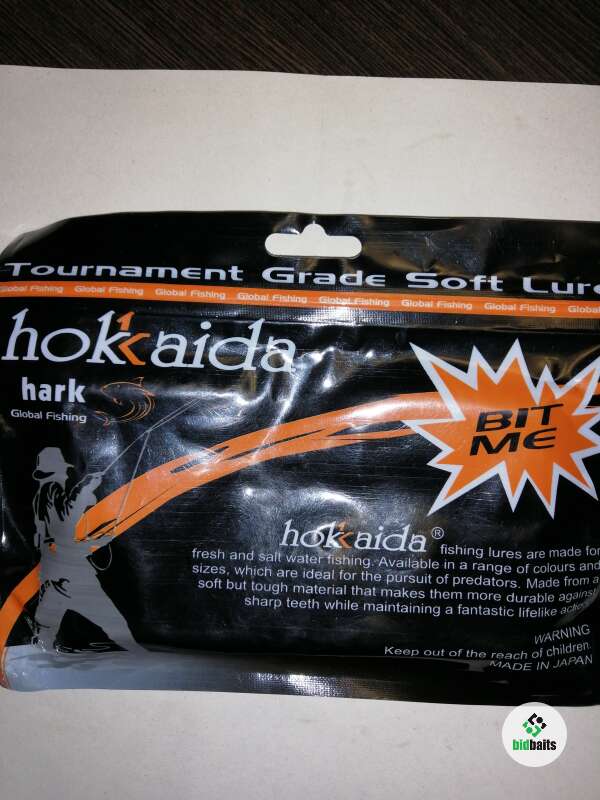 Tournament Grade Soft Lure
Global Fishing Global Fishing Global Fishing Global Fishing Global Fishing Global Fishing Global Fishing Global
hokkaida
hark
Global Fishing
BIT
ME
hokkaida® fishing lures are made for
fresh and salt water fishing. Available in a range of colours and
sizes, which are ideal for the pursuit of predators. Made from a
soft but tough material that makes them more durable against
sharp teeth while maintaining a fantastic lifelike action
WARNING
Keep out of the reach of children.
MADE IN JAPAN
bidbaits